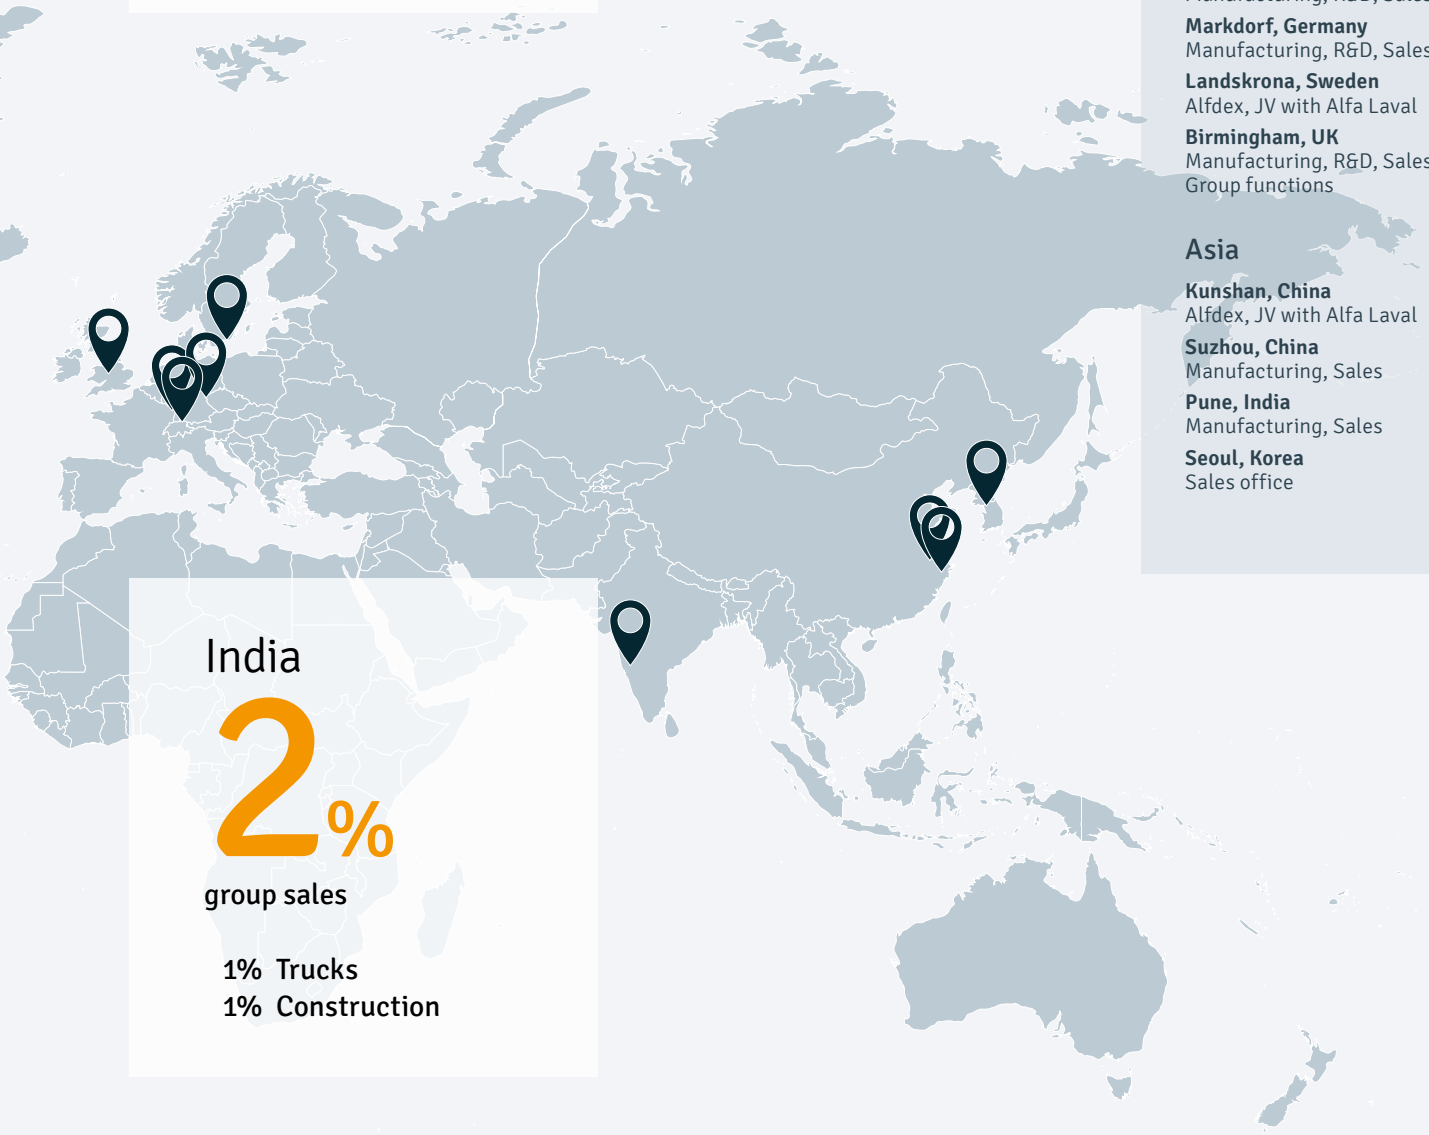 Markdorf, Germany
Manufacturing, R&D, Sales
Landskrona, Sweden
Alfdex, JV with Alfa Laval
Birmingham, UK
Manufacturing, R&D, Sales
Group functions
Asia
Kunshan, China
Alfdex, JV with Alfa Laval
Suzhou, China
Manufacturing, Sales
Pune, India
Manufacturing, Sales
Seoul, Korea
Sales office
India
2%
group sales
1% Trucks
1% Construction